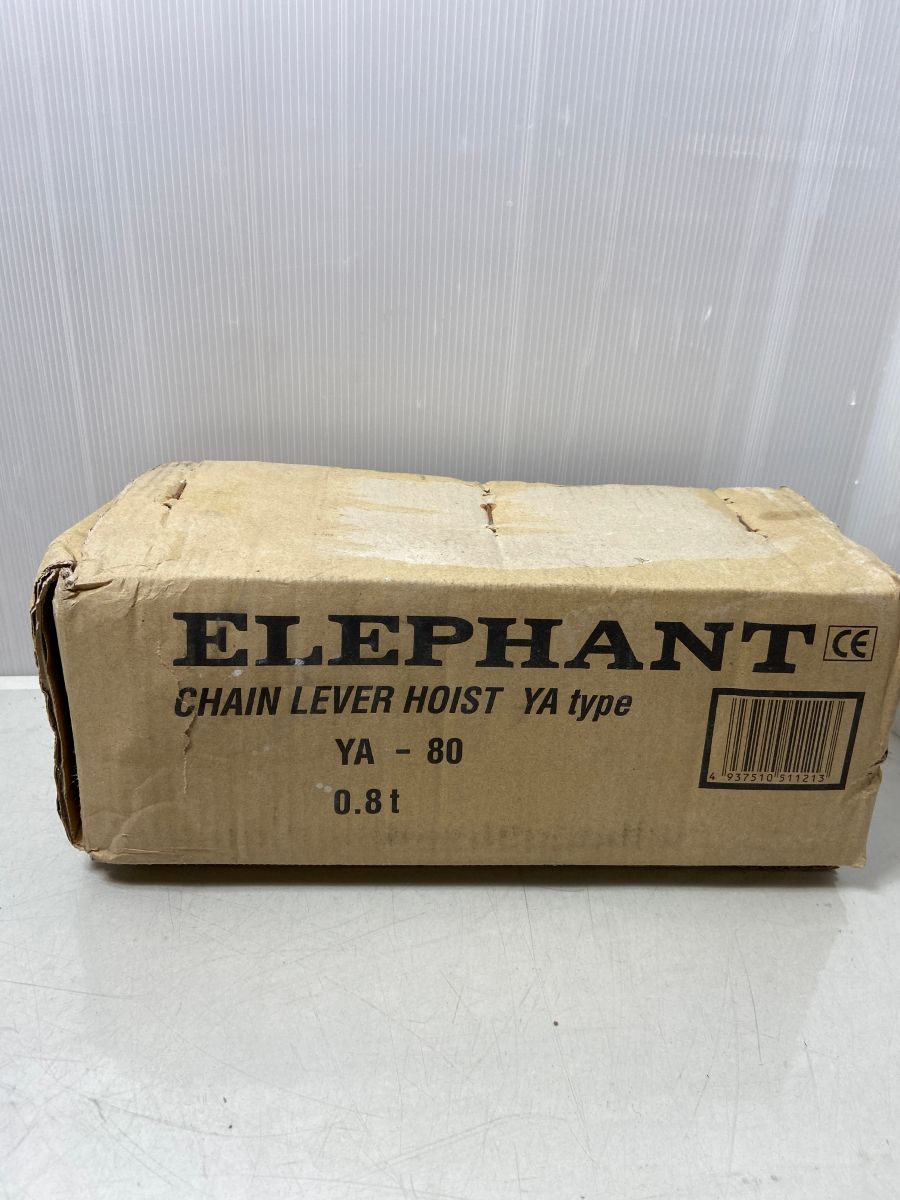 ELEPHANT CE
CHAIN LEVER HOIST YA type
YA - 80
0.8t
4 937510 511213